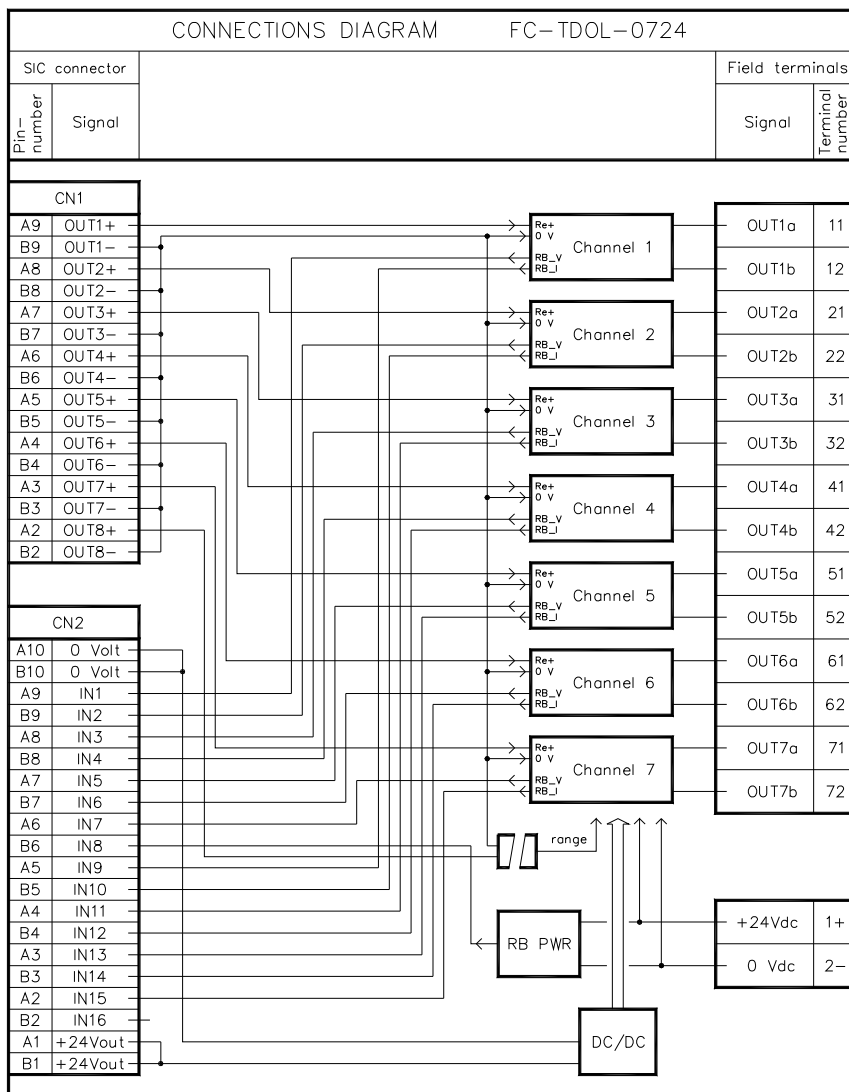 CONNECTIONS DIAGRAM FC-TDOL-0724
SIC connector
Field terminals
Pin-number
Signal
Signal
Terminal number
CN1
A9 OUT1+
B9 OUT1-
A8 OUT2+
B8 OUT2-
A7 OUT3+
B7 OUT3-
A6 OUT4+
B6 OUT4-
A5 OUT5+
B5 OUT5-
A4 OUT6+
B4 OUT6-
A3 OUT7+
B3 OUT7-
A2 OUT8+
B2 OUT8-
CN2
A10 0 Volt
B10 0 Volt
A9 IN1
B9 IN2
A8 IN3
B8 IN4
A7 IN5
B7 IN6
A6 IN7
B6 IN8
A5 IN9
B5 IN10
A4 IN11
B4 IN12
A3 IN13
B3 IN14
A2 IN15
B2 IN16
A1 +24Vout
B1 +24Vout
Re+
0 V
RB_V
RB_I
Channel 1
Re+
0 V
RB_V
RB_I
Channel 2
Re+
0 V
RB_V
RB_I
Channel 3
Re+
0 V
RB_V
RB_I
Channel 4
Re+
0 V
RB_V
RB_I
Channel 5
Re+
0 V
RB_V
RB_I
Channel 6
Re+
0 V
RB_V
RB_I
Channel 7
range
RB PWR
DC/DC
OUT1a 11
OUT1b 12
OUT2a 21
OUT2b 22
OUT3a 31
OUT3b 32
OUT4a 41
OUT4b 42
OUT5a 51
OUT5b 52
OUT6a 61
OUT6b 62
OUT7a 71
OUT7b 72
+24Vdc 1+
0 Vdc 2-